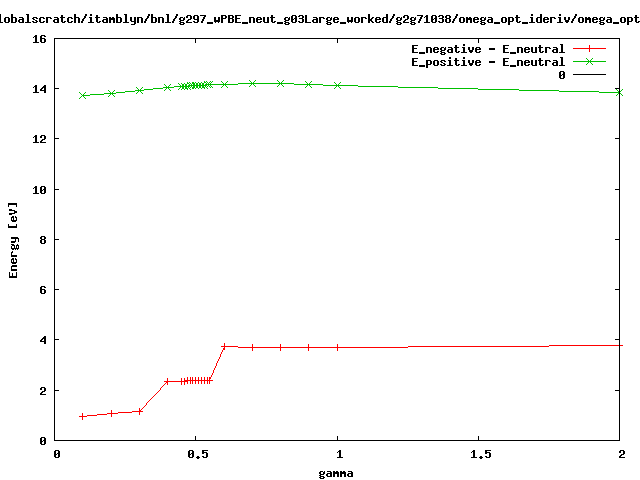 lobalscratch/itamblyn/bnl/g297_wPBE_neut_g03Large_worked/g2g71038/omega_opt_ideriv/omega_opt
E_negative - E_neutral
E_positive - E_neutral
0
16
14
12
10
8
6
4
2
0
Energy [eV]
0 0.5 1 1.5 2
gamma